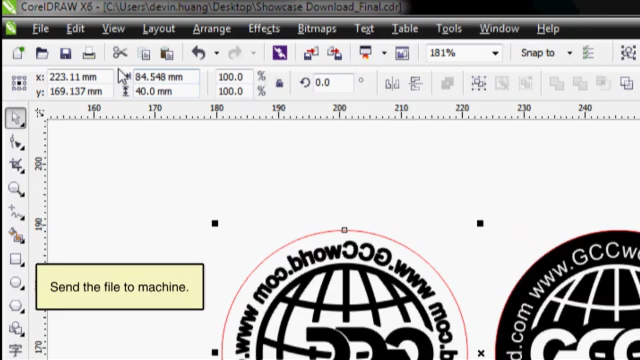 CorelDRAW X6 - [C:\Users\devin.huang\Desktop\Showcase Download_Final.cdr]
File Edit View Layout Arrange Effects Bitmaps Text Table Tools Window Help
181% Snap to
x: 223.11 mm 84.548 mm 100.0 % 0.0 °
y: 169.137 mm 40.0 mm 100.0 %
160 170 180 190 200 210 220 230 240
200
190
170
Send the file to machine.
www.GCCworld.com www.GCCworld.com
www.GCCw
.com
GCC